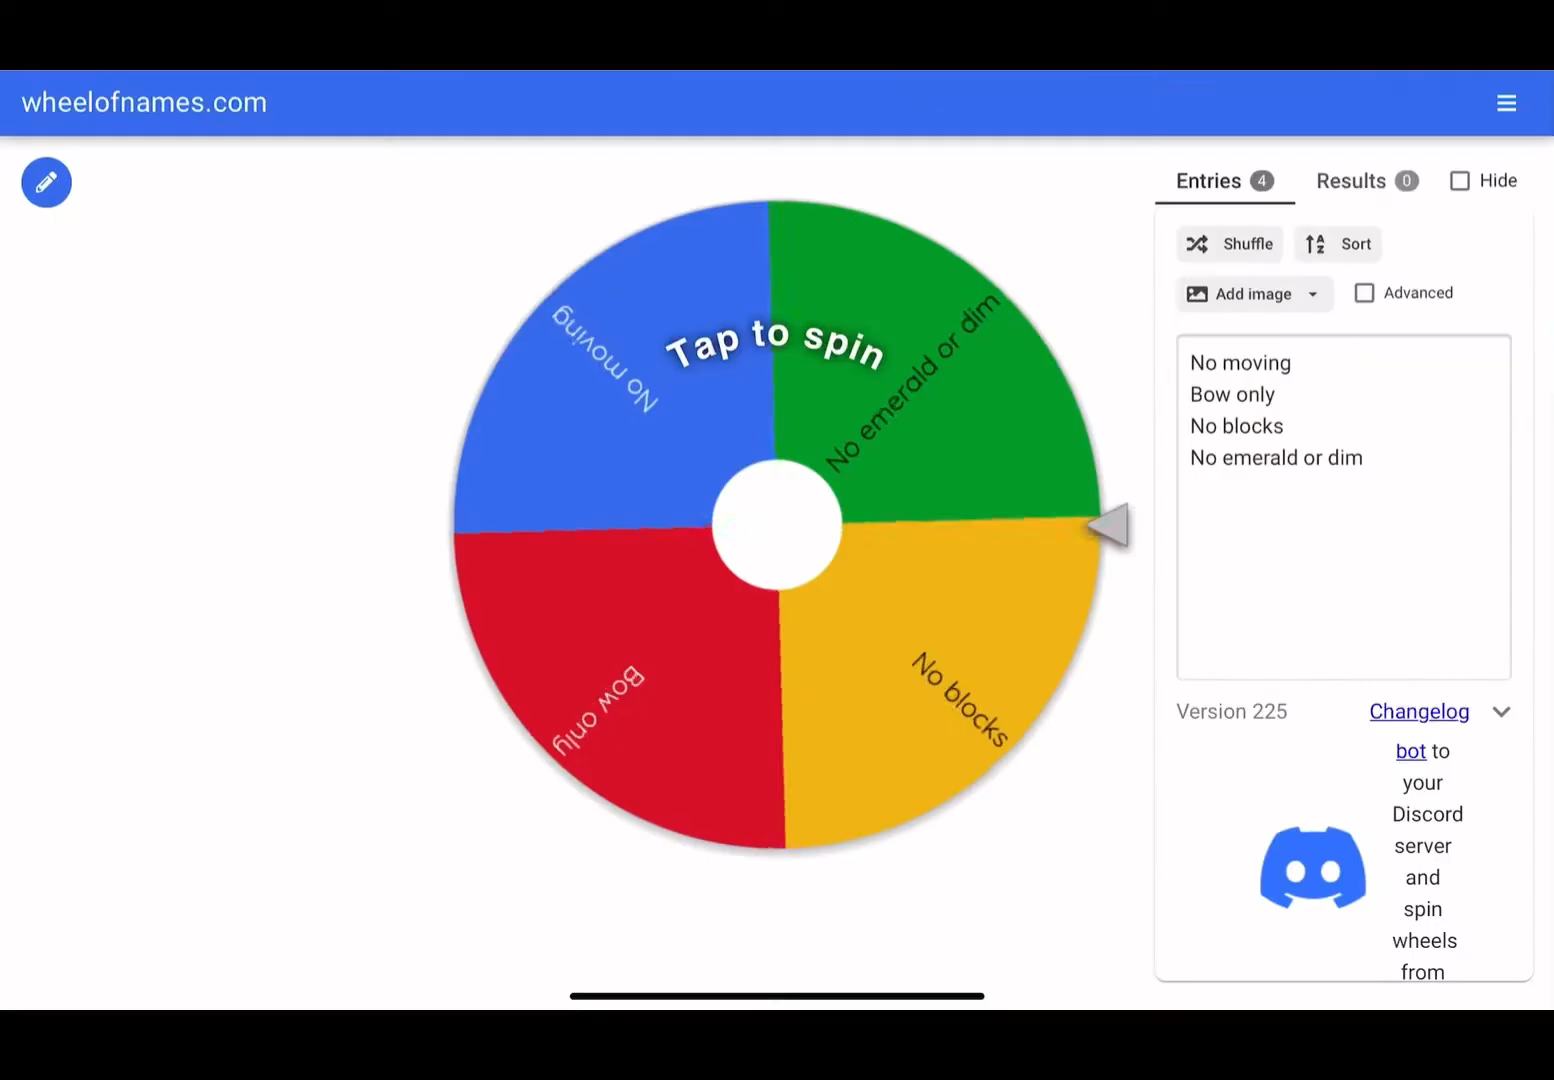 wheelofnames.com
Entries 4
Results 0
Hide
Shuffle
Sort
Add image
Advanced
No moving
Bow only
No blocks
No emerald or dim
Tap to spin
No moving
No emerald or dim
Bow only
No blocks
Version 225
Changelog
bot to
your
Discord
server
and
spin
wheels
from